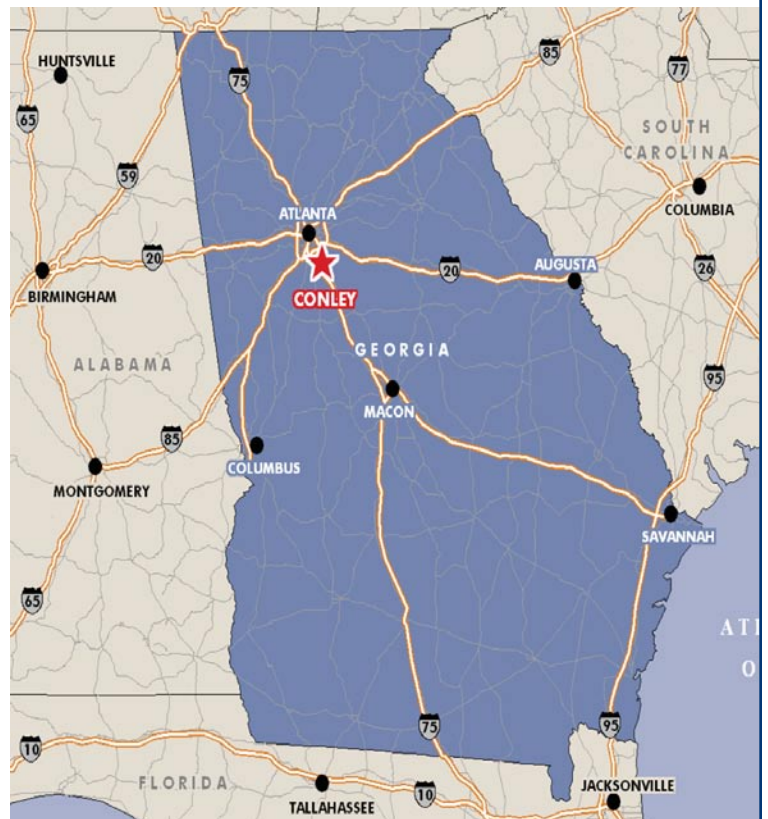 85
HUNTSVILLE
77
75
65
SOUTH
CAROLINA
59
COLUMBIA
ATLANTA
20
20
AUGUSTA
26
BIRMINGHAM
CONLEY
GEORGIA
ALABAMA
95
MACON
85
COLUMBUS
MONTGOMERY
SAVANNAH
65
ATL
O
75
95
10
FLORIDA
10
JACKSONVILLE
TALLAHASSEE